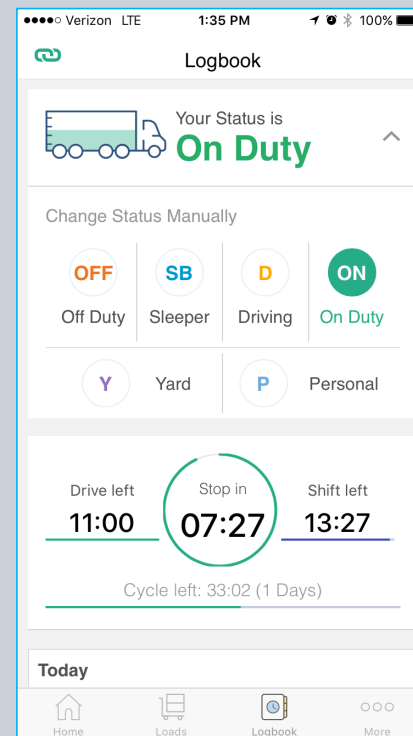 Verizon LTE 1:35 PM 100%
Logbook
Your Status is
On Duty
Change Status Manually
OFF SB D ON
Off Duty Sleeper Driving On Duty
Y Yard P Personal
Drive left Stop in Shift left
11:00 07:27 13:27
Cycle left: 33:02 (1 Days)
Today
Home Loads Logbook More